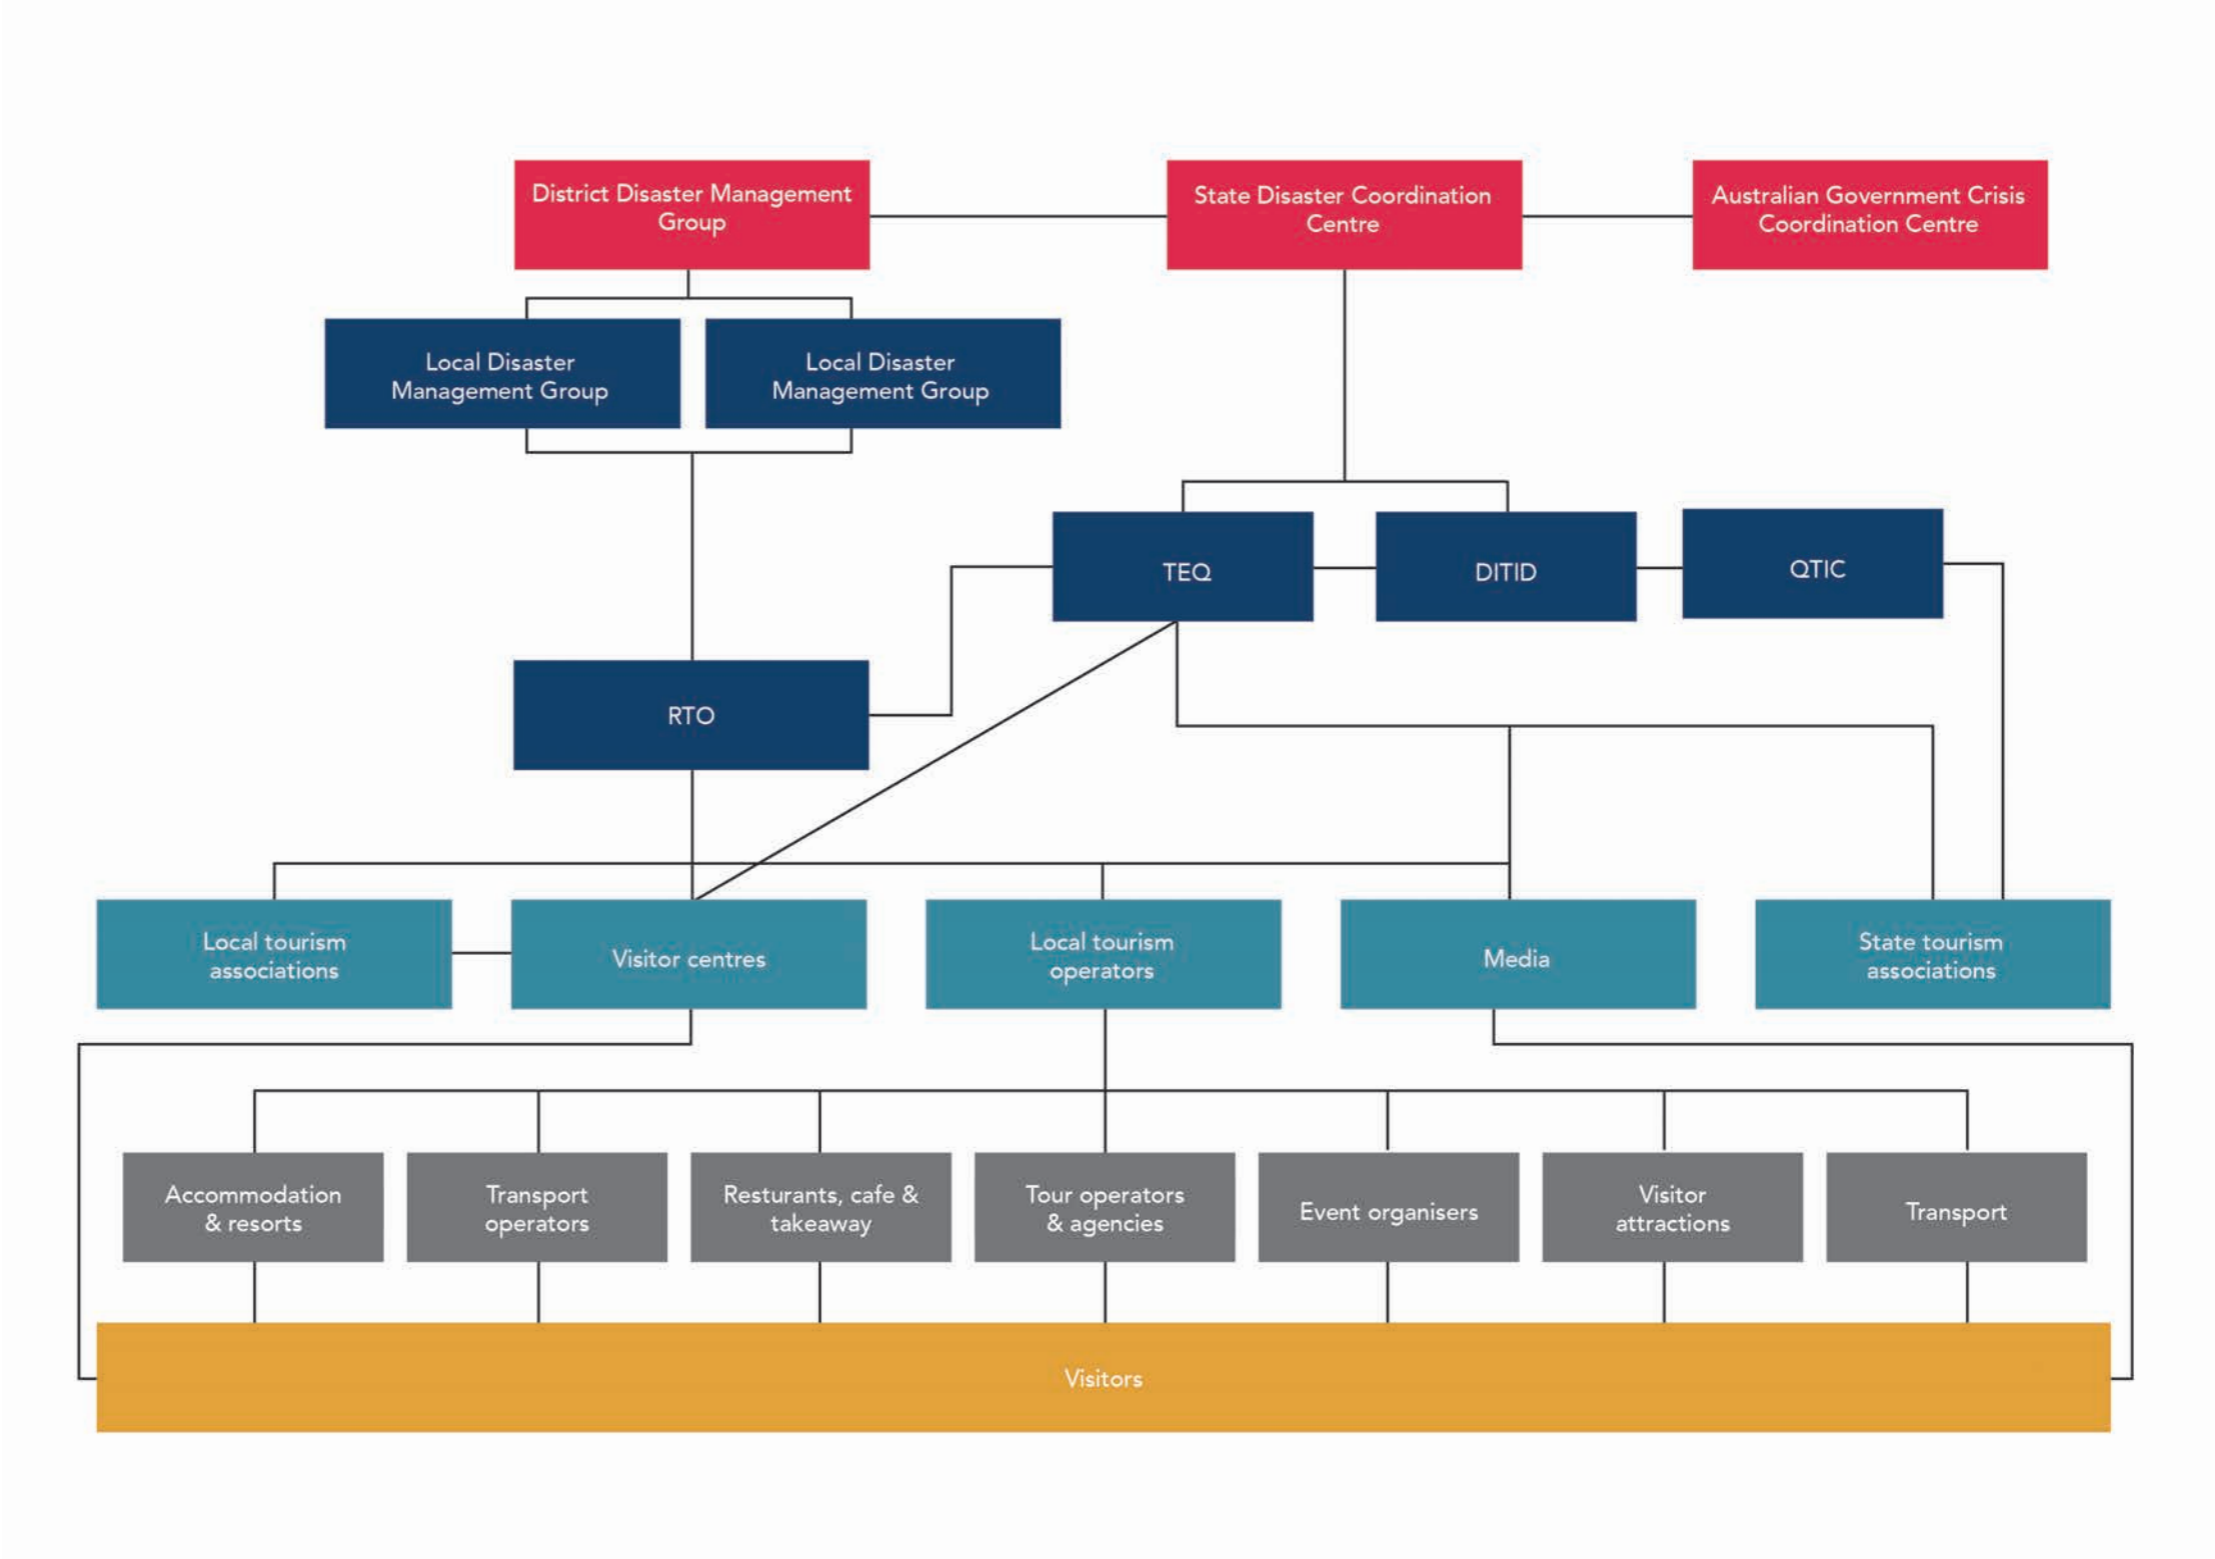 District Disaster Management
Group
State Disaster Coordination
Centre
Australian Government Crisis
Coordination Centre
Local Disaster
Management Group
Local Disaster
Management Group
TEQ
DITID
QTIC
RTO
Local tourism
associations
Visitor centres
Local tourism
operators
Media
State tourism
associations
Accommodation
& resorts
Transport
operators
Resturants, cafe &
takeaway
Tour operators
& agencies
Event organisers
Visitor
attractions
Transport
Visitors